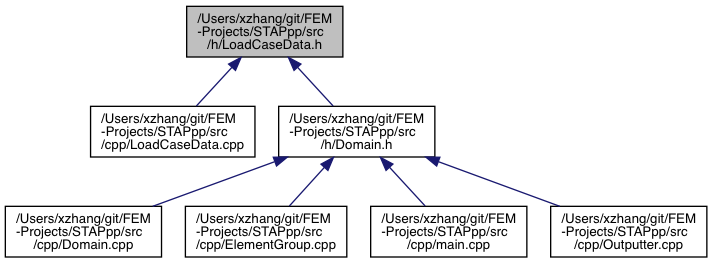 /Users/xzhang/git/FEM
-Projects/STAPpp/src
/h/LoadCaseData.h
/Users/xzhang/git/FEM
-Projects/STAPpp/src
/cpp/LoadCaseData.cpp
/Users/xzhang/git/FEM
-Projects/STAPpp/src
/h/Domain.h
/Users/xzhang/git/FEM
-Projects/STAPpp/src
/cpp/Domain.cpp
/Users/xzhang/git/FEM
-Projects/STAPpp/src
/cpp/ElementGroup.cpp
/Users/xzhang/git/FEM
-Projects/STAPpp/src
/cpp/main.cpp
/Users/xzhang/git/FEM
-Projects/STAPpp/src
/cpp/Outputter.cpp